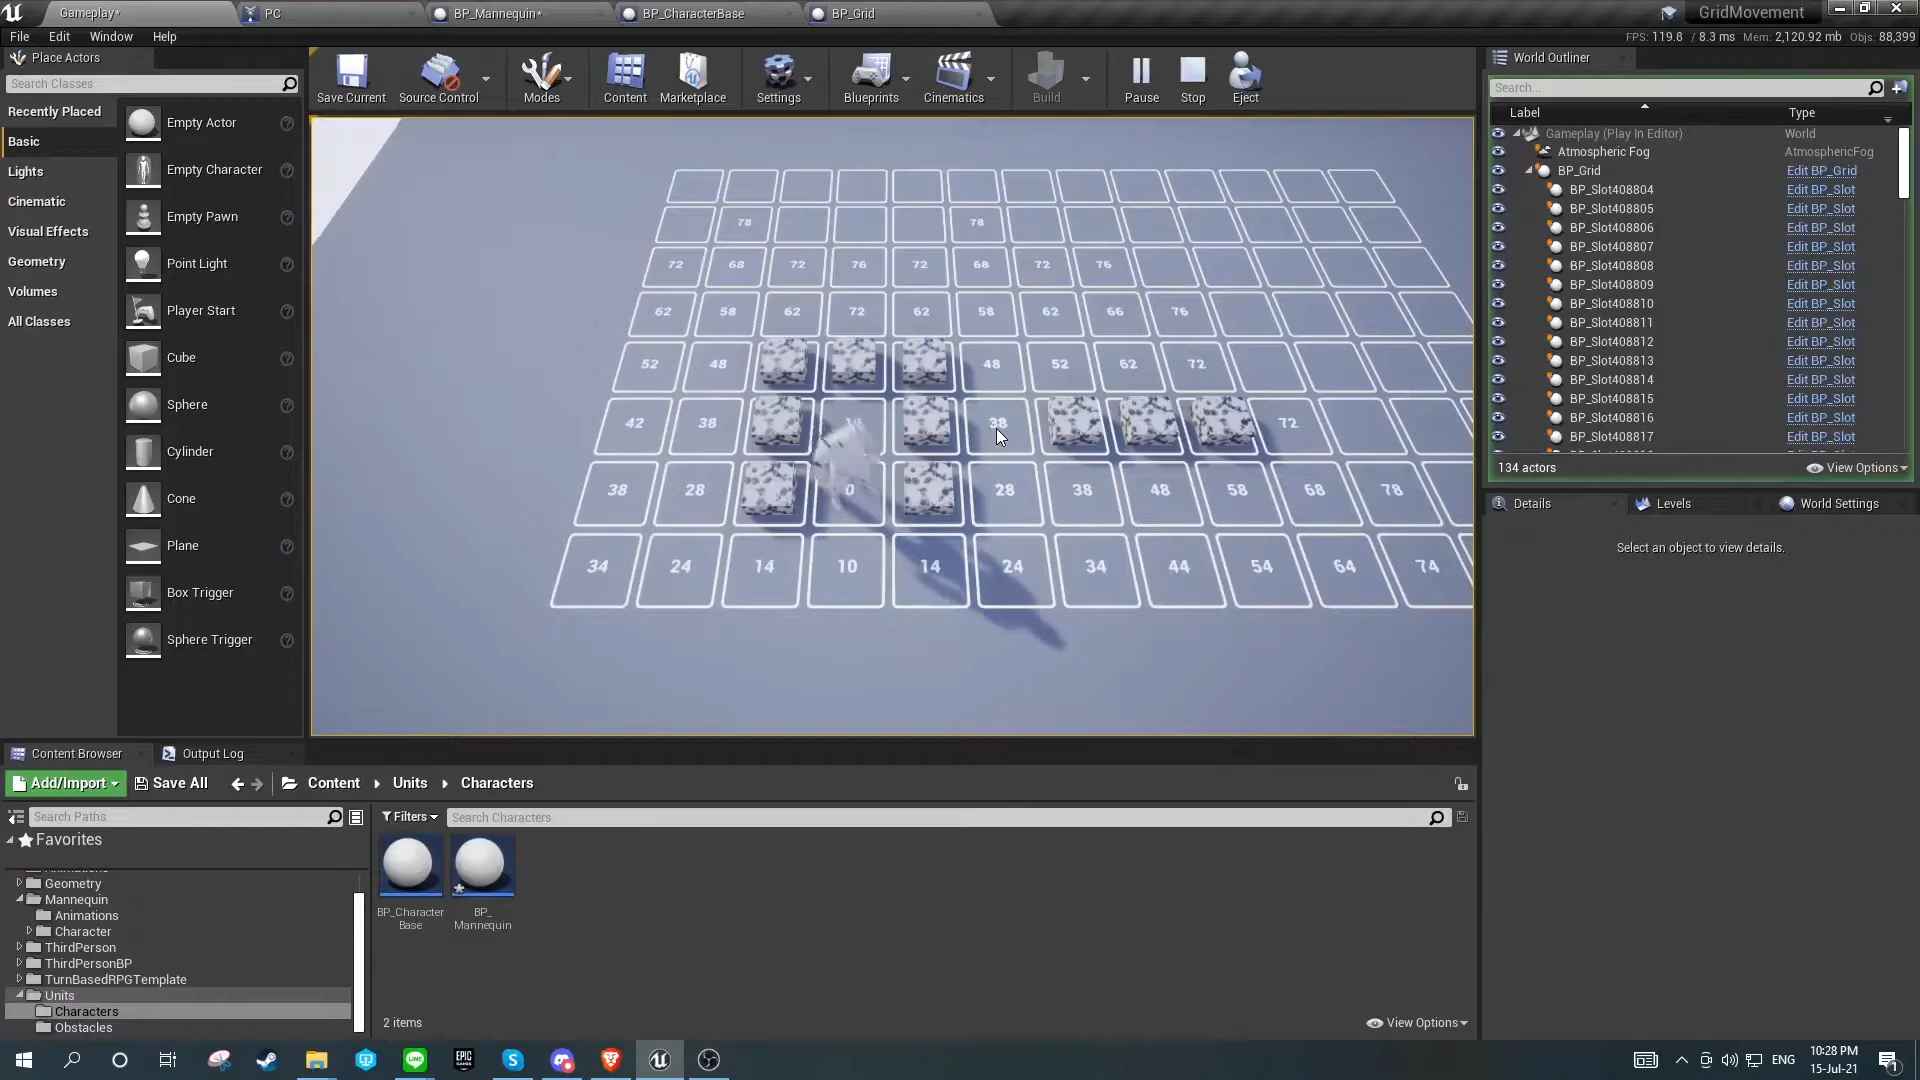 Gameplay*
PC
BP_Mannequin*
BP_CharacterBase
BP_Grid
GridMovement
File Edit Window Help
FPS: 119.8 / 8.3 ms Mem: 2,120.92 mb Objs: 88,399
Place Actors
Search Classes
Recently Placed
Basic
Lights
Cinematic
Visual Effects
Geometry
Volumes
All Classes
Empty Actor
Empty Character
Empty Pawn
Point Light
Player Start
Cube
Sphere
Cylinder
Cone
Plane
Box Trigger
Sphere Trigger
Save Current
Source Control
Modes
Content
Marketplace
Settings
Blueprints
Cinematics
Build
Pause
Stop
Eject
78 78
72 68 72 76 72 68 72 76
62 58 62 72 62 58 62 66 76
52 48 48 52 62 72
42 38 38 72
38 28 0 28 38 48 58 68 78
34 24 14 10 14 24 34 44 54 64 74
World Outliner
Search...
Label Type
Gameplay (Play In Editor) World
Atmospheric Fog AtmosphericFog
BP_Grid Edit BP_Grid
BP_Slot408804 Edit BP_Slot
BP_Slot408805 Edit BP_Slot
BP_Slot408806 Edit BP_Slot
BP_Slot408807 Edit BP_Slot
BP_Slot408808 Edit BP_Slot
BP_Slot408809 Edit BP_Slot
BP_Slot408810 Edit BP_Slot
BP_Slot408811 Edit BP_Slot
BP_Slot408812 Edit BP_Slot
BP_Slot408813 Edit BP_Slot
BP_Slot408814 Edit BP_Slot
BP_Slot408815 Edit BP_Slot
BP_Slot408816 Edit BP_Slot
BP_Slot408817 Edit BP_Slot
134 actors View Options
Details Levels World Settings
Select an object to view details.
Content Browser Output Log
Add/Import Save All Content Units Characters
Search Paths
Filters Search Characters
Favorites
Geometry
Mannequin
Animations
Character
ThirdPerson
ThirdPersonBP
TurnBasedRPGTemplate
Units
Characters
Obstacles
BP_Character
Base
BP_
Mannequin
2 items View Options
EPIC
GAMES
LINE
ENG
10:28 PM
15-Jul-21
1